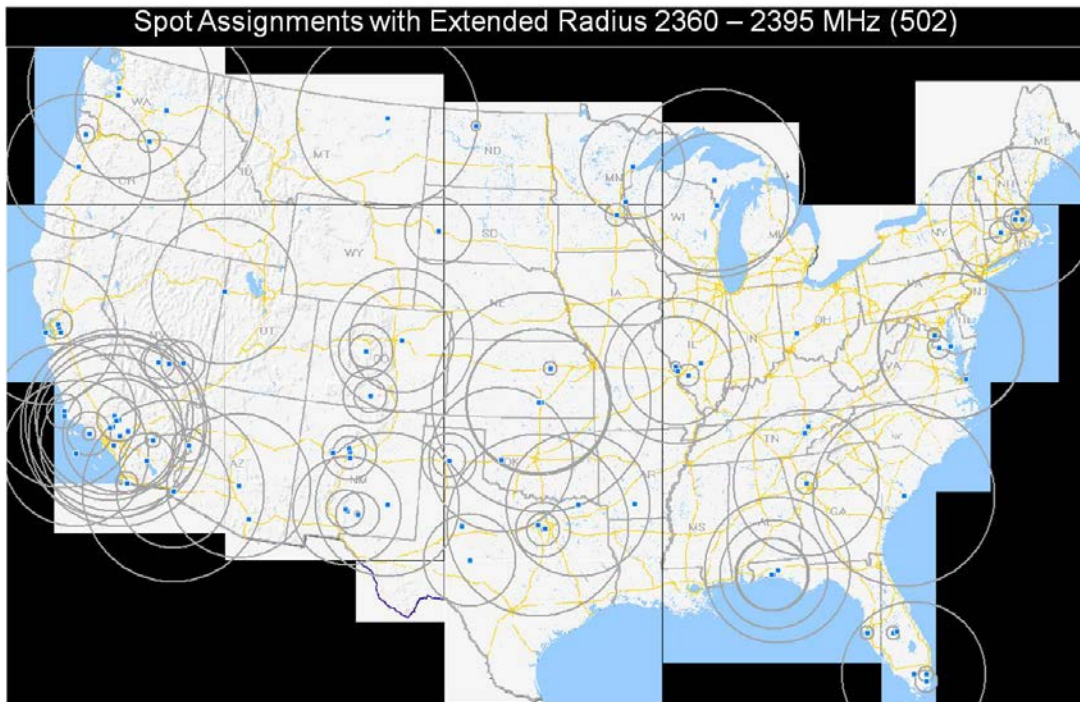 Spot Assignments with Extended Radius 2360 – 2395 MHz (502)
WA
MT
ND
MN
ME
NH
OR
ID
WI
MI
SD
WY
NY
IA
NE
PA
NJ
OH
UT
CO
IL
IN
VA
TN
AZ
NM
OK
AR
MS
AL
GA